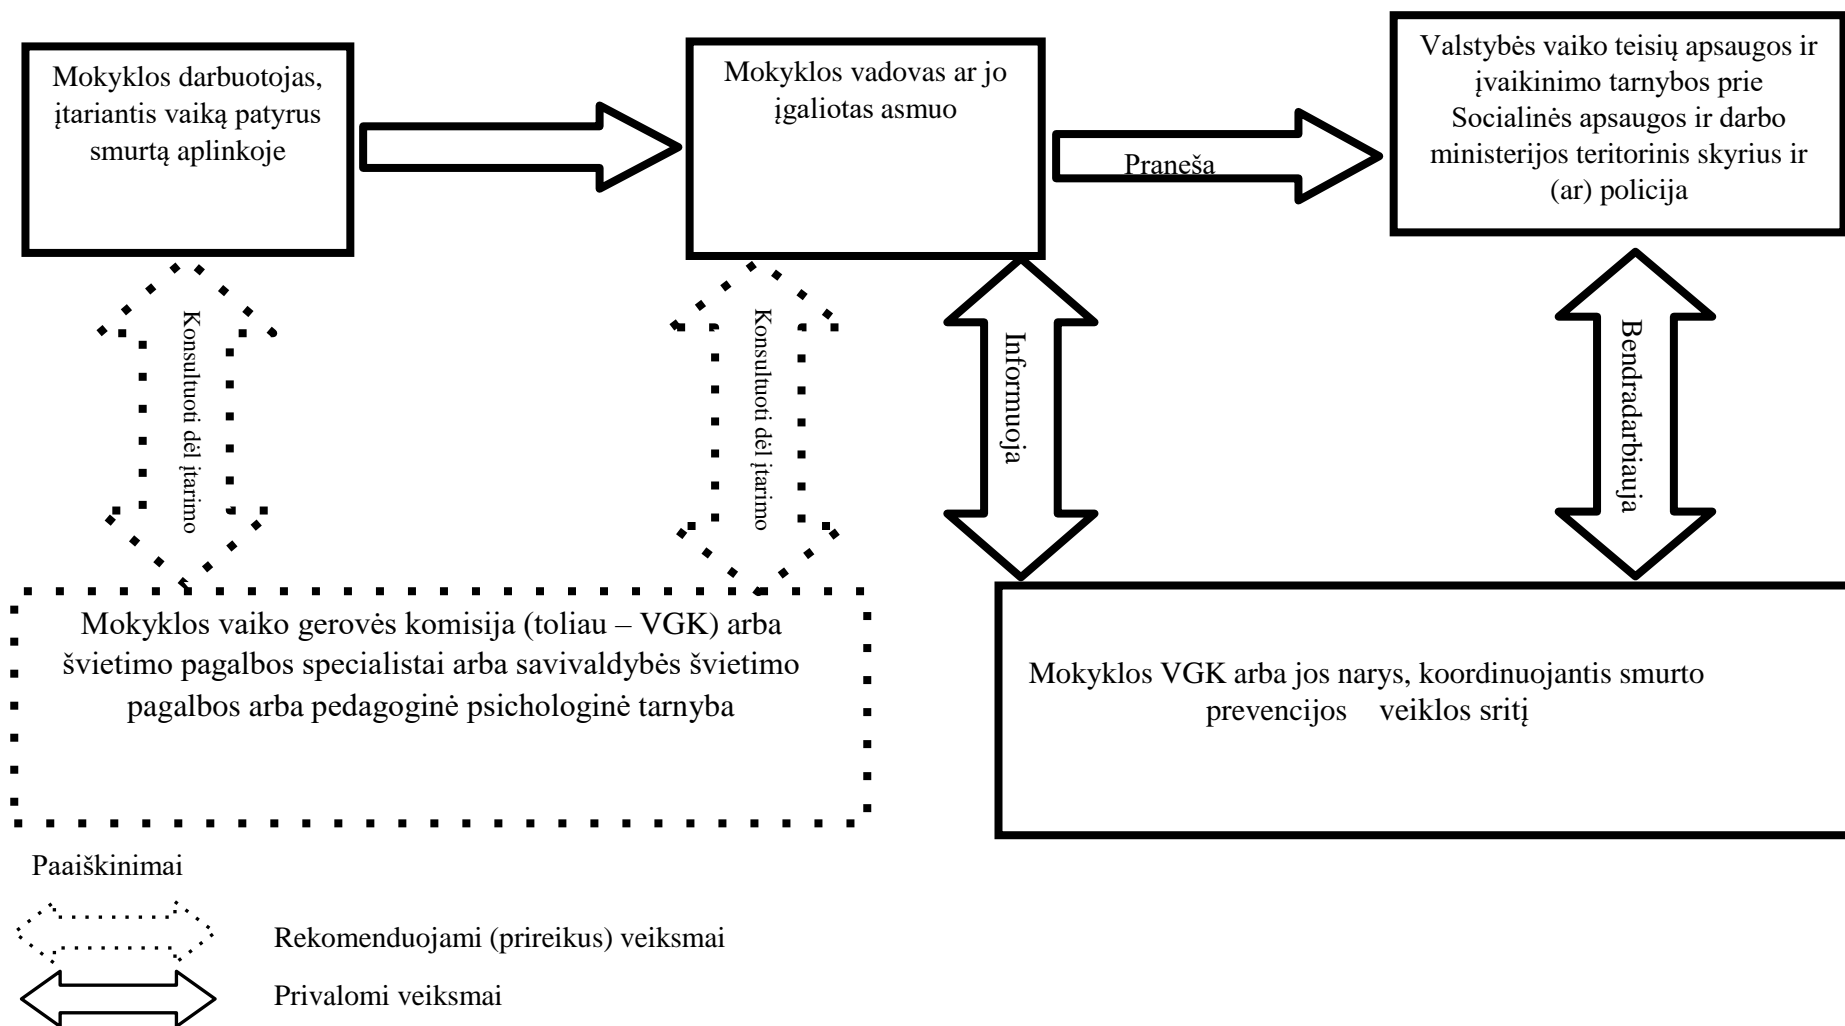 Mokyklos darbuotojas,
įtariantis vaiką patyrus
smurtą aplinkoje
Mokyklos vadovas ar jo
įgaliotas asmuo
Praneša
Valstybės vaiko teisių apsaugos ir
įvaikinimo tarnybos prie
Socialinės apsaugos ir darbo
ministerijos teritorinis skyrius ir
(ar) policija
Konsultuoti dėl įtarimo
Konsultuoti dėl įtarimo
Informuoja
Bendradarbiauja
Mokyklos vaiko gerovės komisija (toliau – VGK) arba
švietimo pagalbos specialistai arba savivaldybės švietimo
pagalbos arba pedagoginė psichologinė tarnyba
Mokyklos VGK arba jos narys, koordinuojantis smurto
prevencijos veiklos sritį
Paaiškinimai
Rekomenduojami (prireikus) veiksmai
Privalomi veiksmai